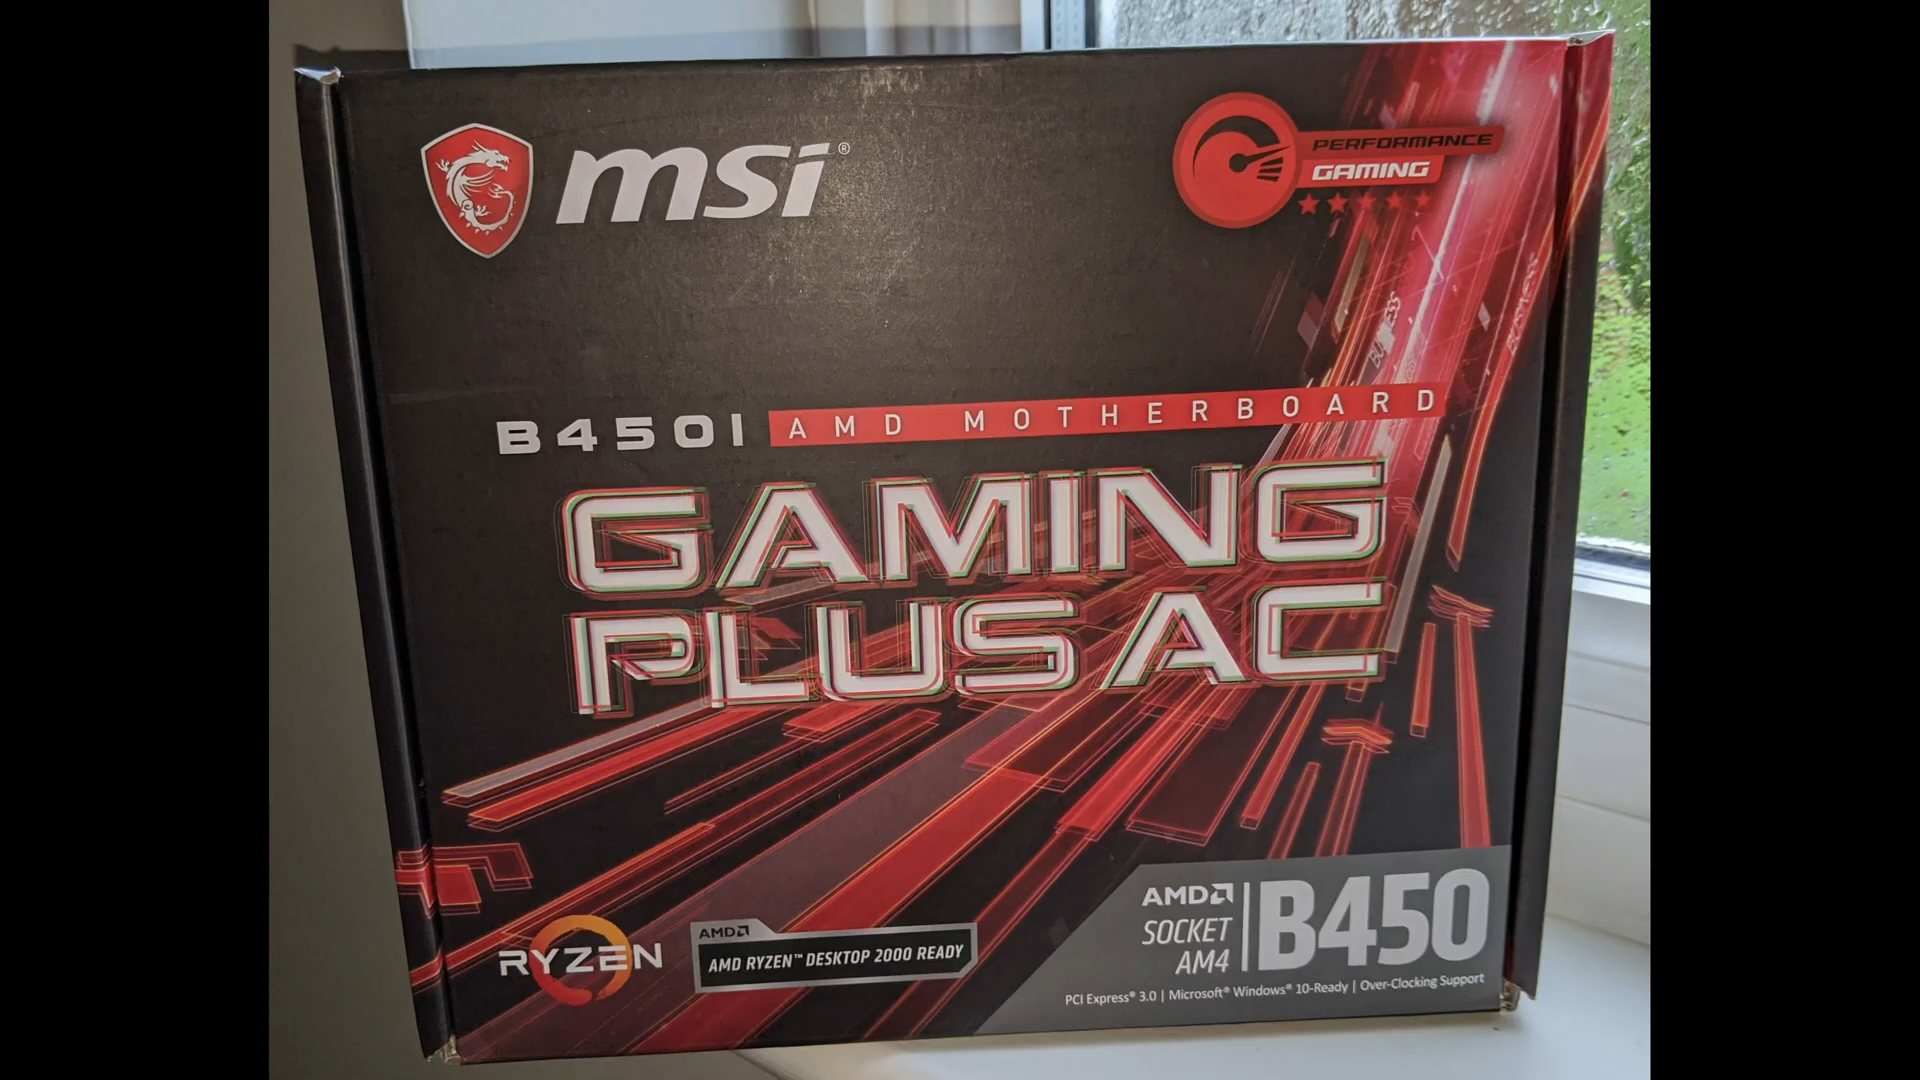 msi®
PERFORMANCE
GAMING
B450I AMD MOTHERBOARD
GAMING
PLUS AC
RYZEN
AMD
AMD RYZEN™ DESKTOP 2000 READY
AMD
SOCKET
AM4
B450
PCI Express® 3.0 | Microsoft® Windows® 10-Ready | Over-Clocking Support